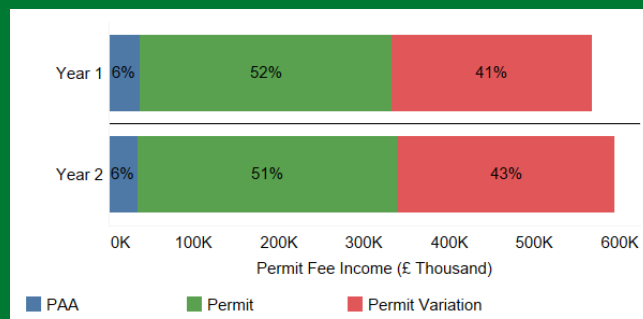 Year 1 6% 52% 41%
Year 2 6% 51% 43%
0K 100K 200K 300K 400K 500K 600K
Permit Fee Income (£ Thousand)
PAA Permit Permit Variation